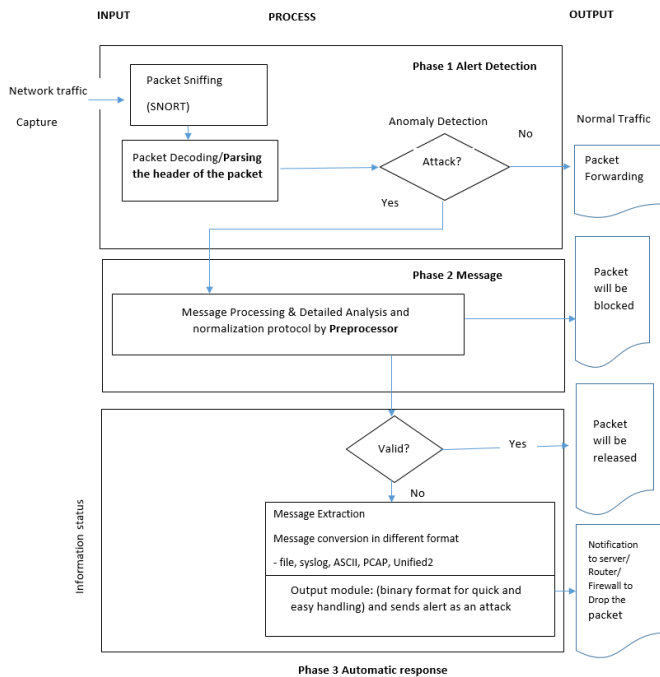 INPUT
PROCESS
OUTPUT
Phase 1 Alert Detection
Network traffic
Capture
Packet Sniffing
(SNORT)
Packet Decoding/Parsing
the header of the packet
Anomaly Detection
Attack?
No
Yes
Normal Traffic
Packet
Forwarding
Phase 2 Message
Message Processing & Detailed Analysis and
normalization protocol by Preprocessor
Packet
will be
blocked
Information status
Valid?
Yes
No
Packet
will be
released
Message Extraction
Message conversion in different format
- file, syslog, ASCII, PCAP, Unified2
Output module: (binary format for quick and
easy handling) and sends alert as an attack
Notification
to server/
Router/
Firewall to
Drop the
packet
Phase 3 Automatic response